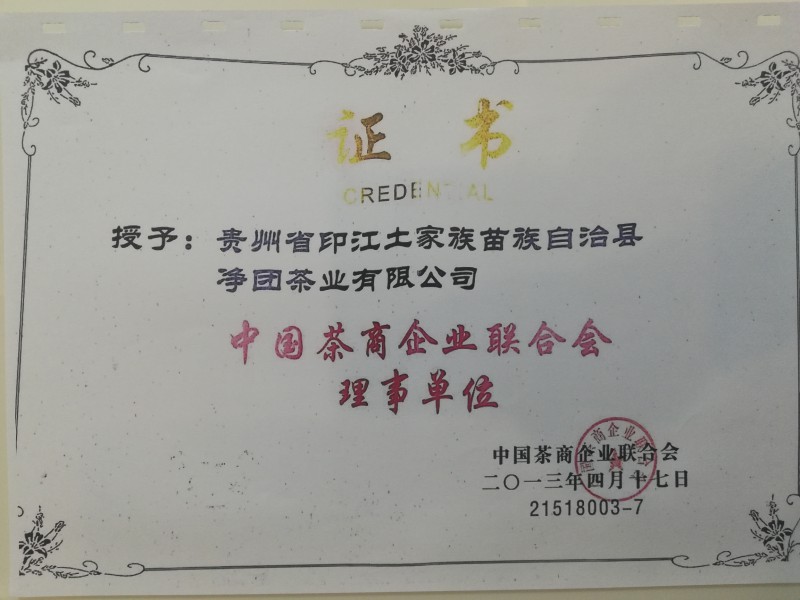 证 书
CREDENTIAL
授予：贵州省印江土家族苗族自治县
净团茶业有限公司
中国茶商企业联合会
理事单位
中国茶商企业联合会
二〇一三年四月十七日
21518003-7